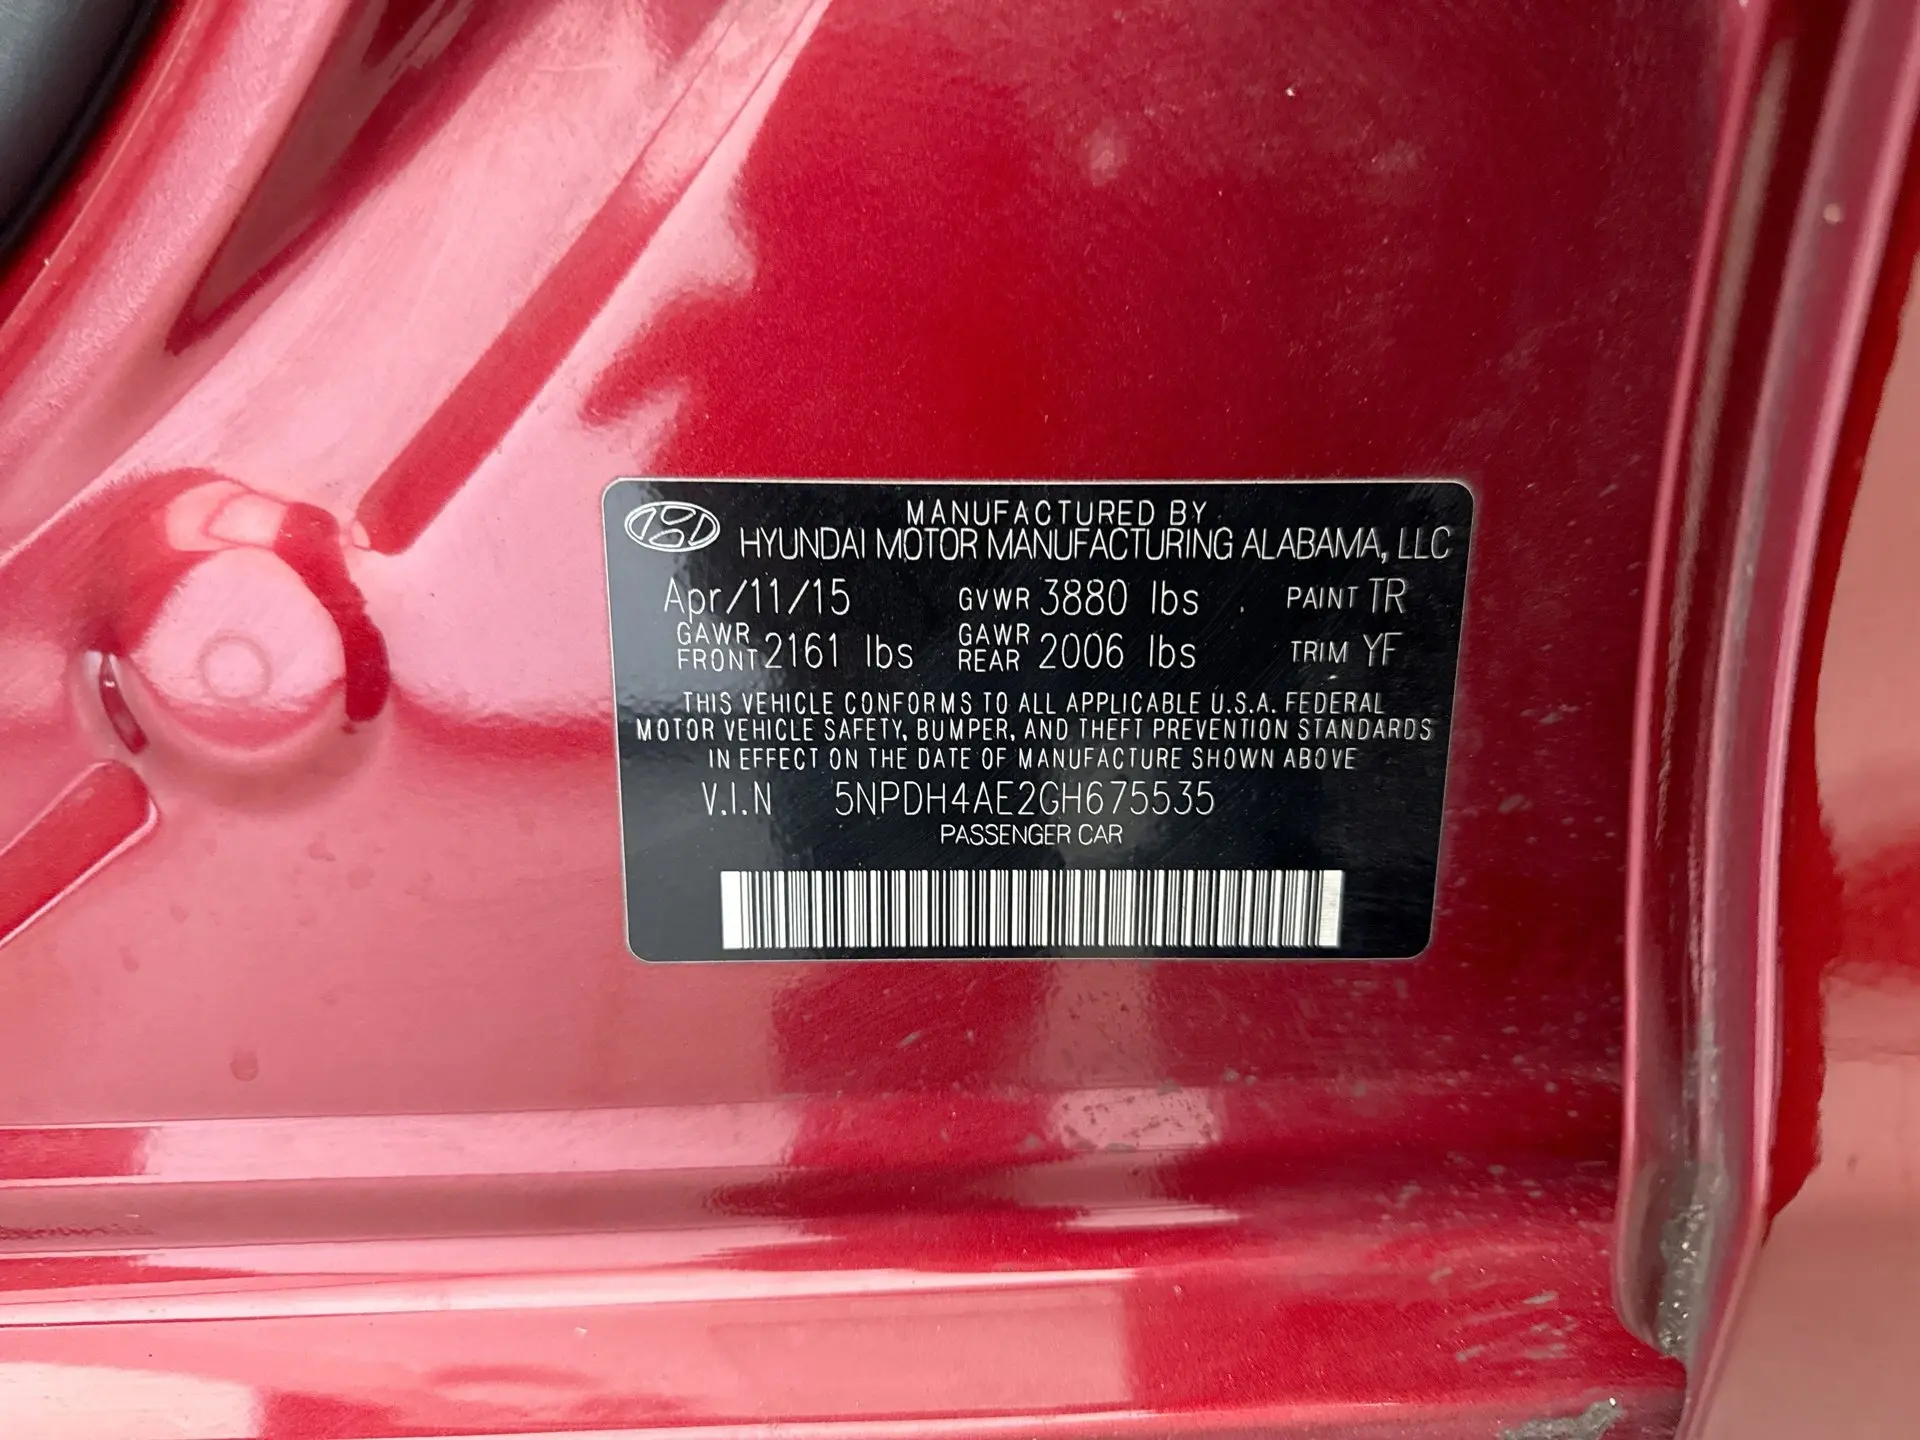 MANUFACTURED BY
HYUNDAI MOTOR MANUFACTURING ALABAMA, LLC
Apr/11/15 GVWR 3880 lbs PAINT TR
GAWR FRONT 2161 lbs GAWR REAR 2006 lbs TRIM YF
THIS VEHICLE CONFORMS TO ALL APPLICABLE U.S.A. FEDERAL
MOTOR VEHICLE SAFETY, BUMPER, AND THEFT PREVENTION STANDARDS
IN EFFECT ON THE DATE OF MANUFACTURE SHOWN ABOVE
V.I.N 5NPDH4AE2GH675535
PASSENGER CAR